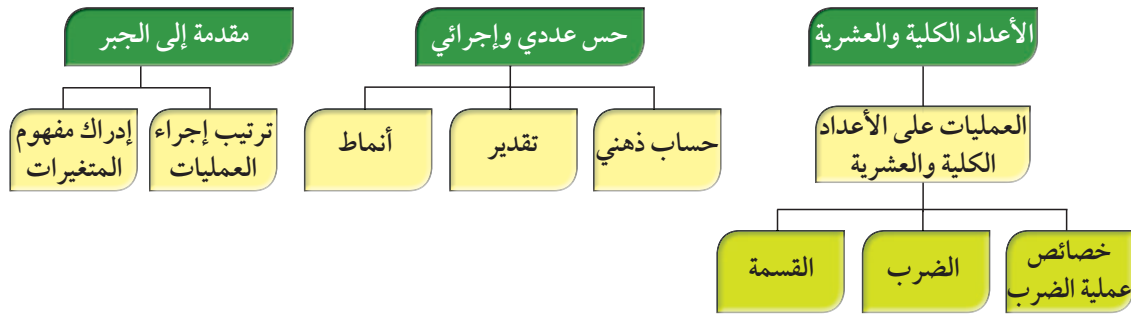 الأعداد الكلية والعشرية
حس عددي وإجرائي
مقدمة إلى الجبر
العمليات على الأعداد
الكلية والعشرية
حساب ذهني
تقدير
أنماط
ترتيب إجراء
العمليات
إدراك مفهوم
المتغيرات
خصائص
عملية الضرب
الضرب
القسمة